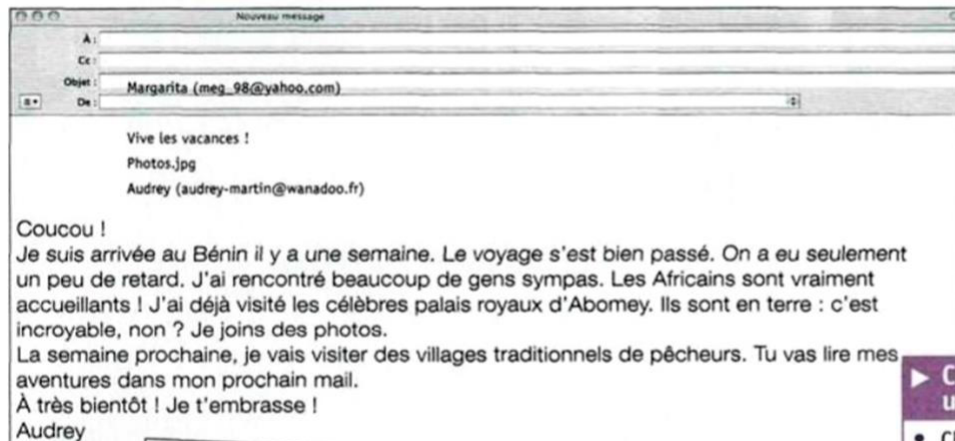 Nouveau message
À :
Cc :
Objet :
Margarita (meg_98@yahoo.com)
De :
Vive les vacances !
Photos.jpg
Audrey (audrey-martin@wanadoo.fr)
Coucou !
Je suis arrivée au Bénin il y a une semaine. Le voyage s'est bien passé. On a eu seulement
un peu de retard. J'ai rencontré beaucoup de gens sympas. Les Africains sont vraiment
accueillants ! J'ai déjà visité les célèbres palais royaux d'Abomey. Ils sont en terre : c'est
incroyable, non ? Je joins des photos.
La semaine prochaine, je vais visiter des villages traditionnels de pêcheurs. Tu vas lire mes
aventures dans mon prochain mail.
À très bientôt ! Je t'embrasse !
Audrey